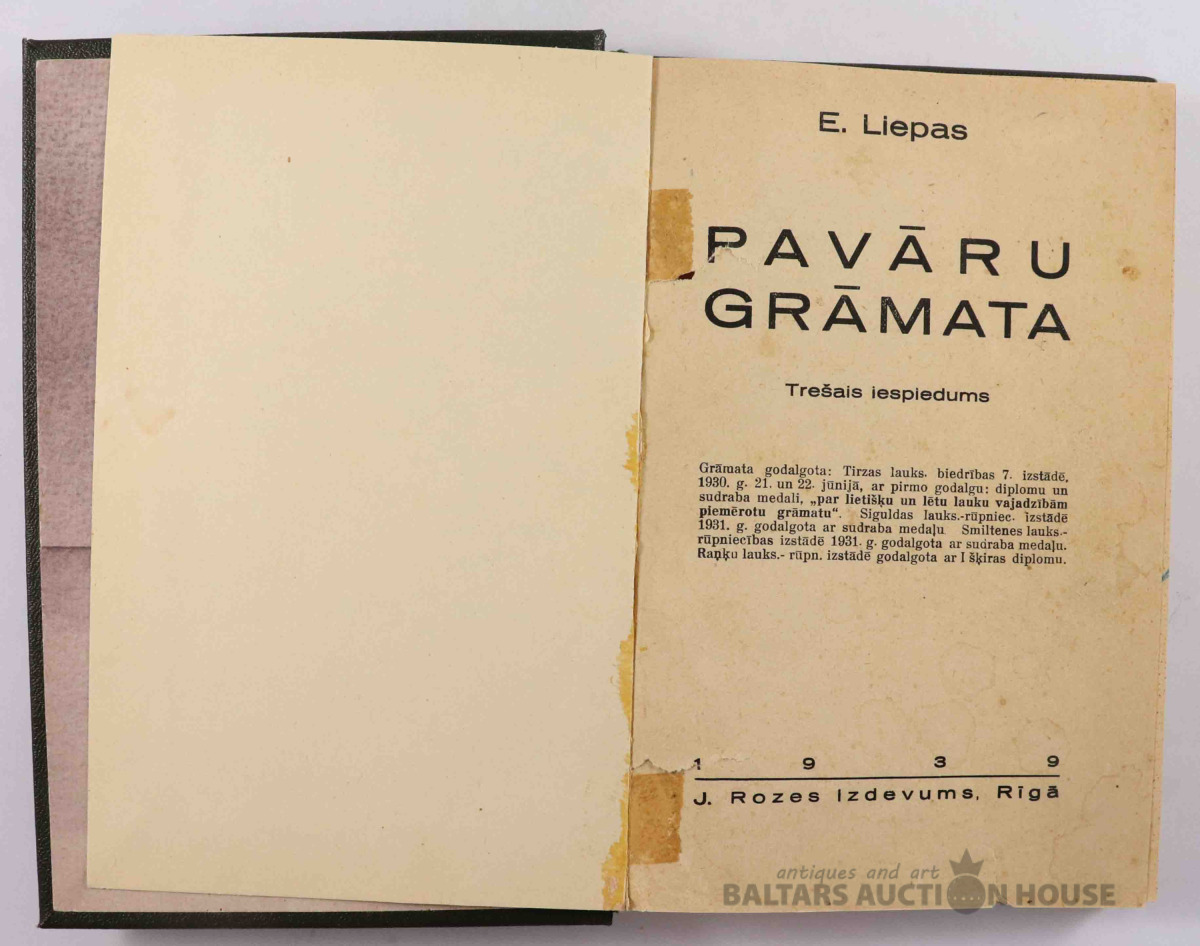 E. Liepas
PAVĀRU
GRĀMATA
Trešais iespiedums
Grāmata godalgota: Tirzas lauks. biedrības 7. izstādē,
1930. g. 21. un 22. jūnijā, ar pirmo godalgu: diplomu un
sudraba medali, „par lietišķu un lētu lauku vajadzībām
piemērotu grāmatu“. Siguldas lauks.-rūpniec. izstādē
1931. g. godalgota ar sudraba medaļu Smiltenes lauks.-
rūpniecības izstādē 1931. g. godalgota ar sudraba medaļu.
Raņķu lauks.- rūpn. izstādē godalgota ar I šķiras diplomu.
1 9 3 9
J. Rozes Izdevums, Rīgā
antiques and art
BALTARS AUCTION HOUSE